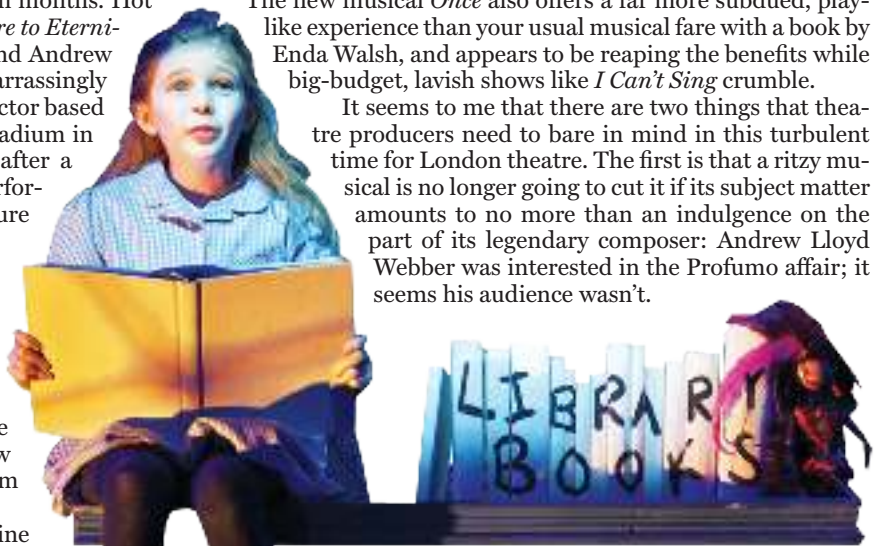 n months. Hot
re to Eterni-
nd Andrew
arrassingly
ctor based
adium in
after a
rfor-
ure
e
w
m
ine
The new musical Once also offers a far more subdued, play-
like experience than your usual musical fare with a book by
Enda Walsh, and appears to be reaping the benefits while
big-budget, lavish shows like I Can't Sing crumble.
It seems to me that there are two things that thea-
tre producers need to bare in mind in this turbulent
time for London theatre. The first is that a ritzy mu-
sical is no longer going to cut it if its subject matter
amounts to no more than an indulgence on the
part of its legendary composer: Andrew Lloyd
Webber was interested in the Profumo affair; it
seems his audience wasn't.
LIBRARY
BOOKS